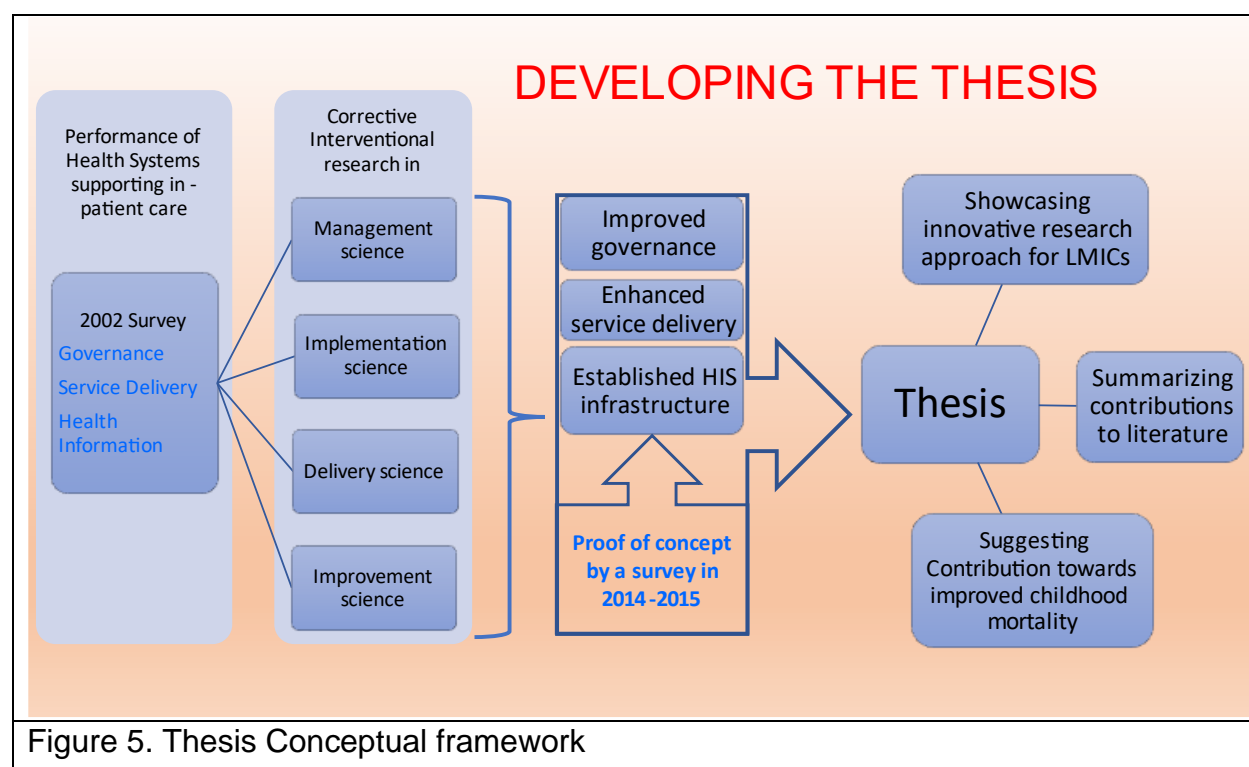 DEVELOPING THE THESIS
Performance of
Health Systems
supporting in -
patient care
2002 Survey
Governance
Service Delivery
Health
Information
Corrective
Interventional
research in
Management
science
Implementation
science
Delivery science
Improvement
science
Improved
governance
Enhanced
service delivery
Established HIS
infrastructure
Proof of concept
by a survey in
2014 -2015
Thesis
Showcasing
innovative research
approach for LMICs
Summarizing
contributions
to literature
Suggesting
Contribution towards
improved childhood
mortality
Figure 5. Thesis Conceptual framework